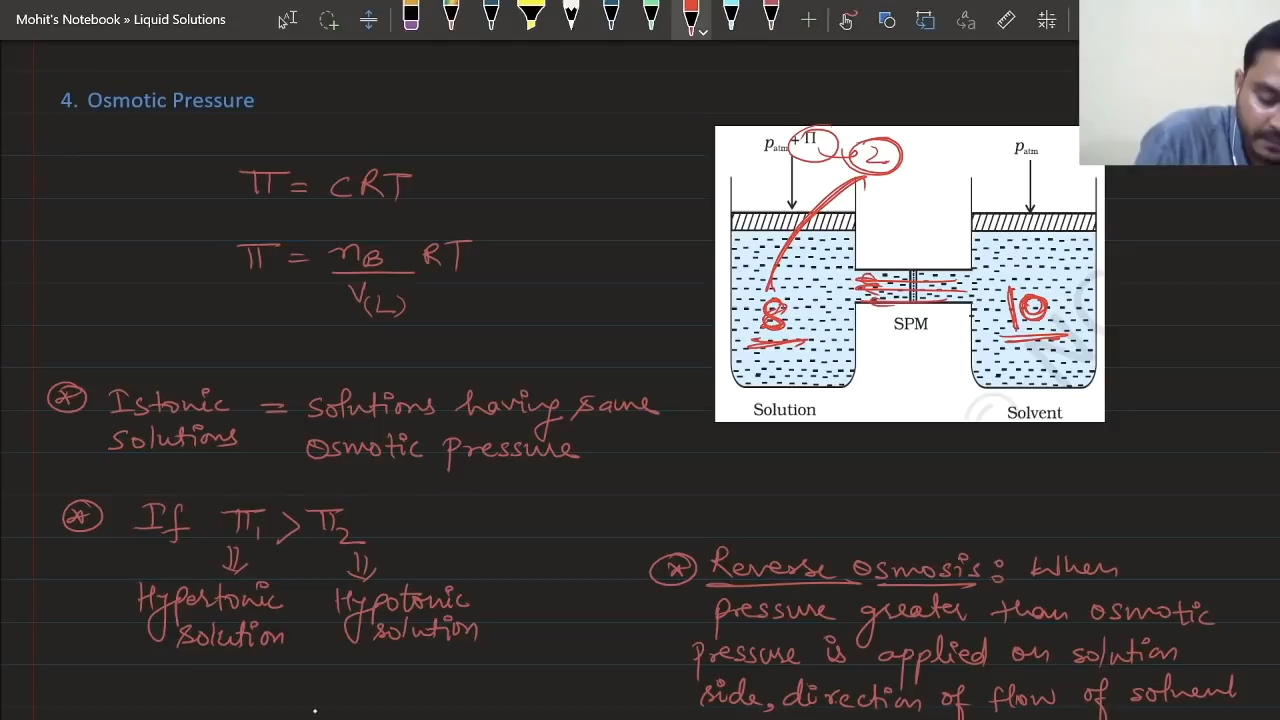 Mohit's Notebook » Liquid Solutions
4. Osmotic Pressure
π = CRT
π = nB RT
V(L)
Patm + Π
2
Patm
8
10
SPM
Solution
Solvent
Istonic = solutions having same
solutions osmotic pressure
If π1 > π2
Hypertonic Hypotonic
solution solution
Reverse osmosis: When
pressure greater than osmotic
pressure is applied on solution
side, direction of flow of solvent